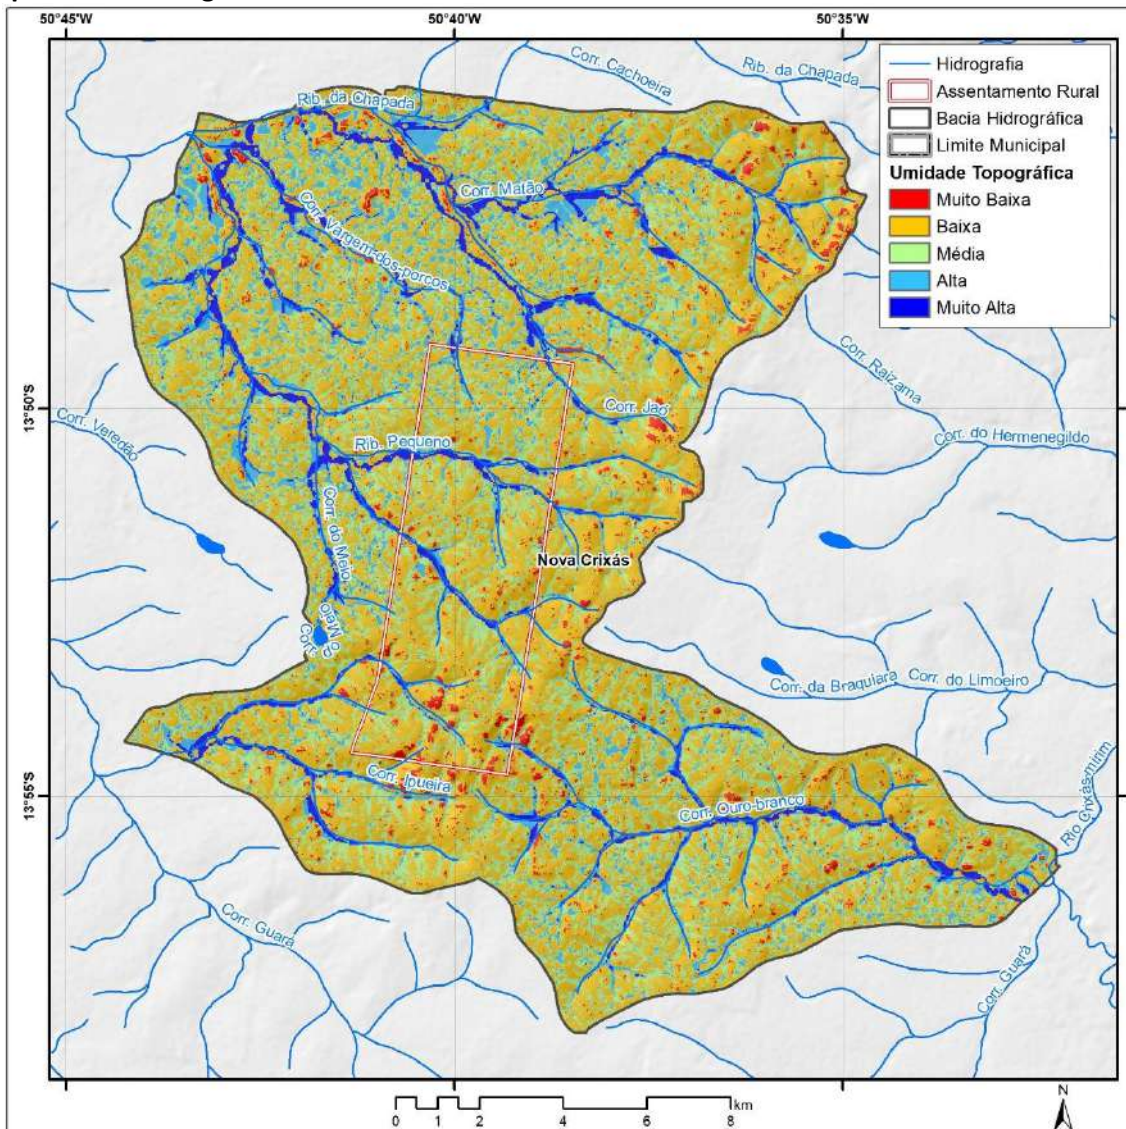 50°45'W
50°40'W
50°35'W
Corr. Cachoeira
Rib. da Chapada
Rib. da Chapada
Hidrografia
Assentamento Rural
Bacia Hidrográfica
Limite Municipal
Umidade Topográfica
Muito Baixa
Baixa
Média
Alta
Muito Alta
Corr. Matão
Corr. Vargem-dos-porcos
Corr. Raizama
13°50'S
Corr. Jaó
Corr. Veredão
Rib. Pequeno
Corr. do Hermenegildo
Corr. do Meio
Nova Crixás
Corr. do Meio
Corr. da Braquiara
Corr. do Limoeiro
13°55'S
Corr. Ipueira
Corr. Ouro-branco
Rio Crixás-mirim
Corr. Guará
Corr. Guará
N
km
0 1 2 4 6 8